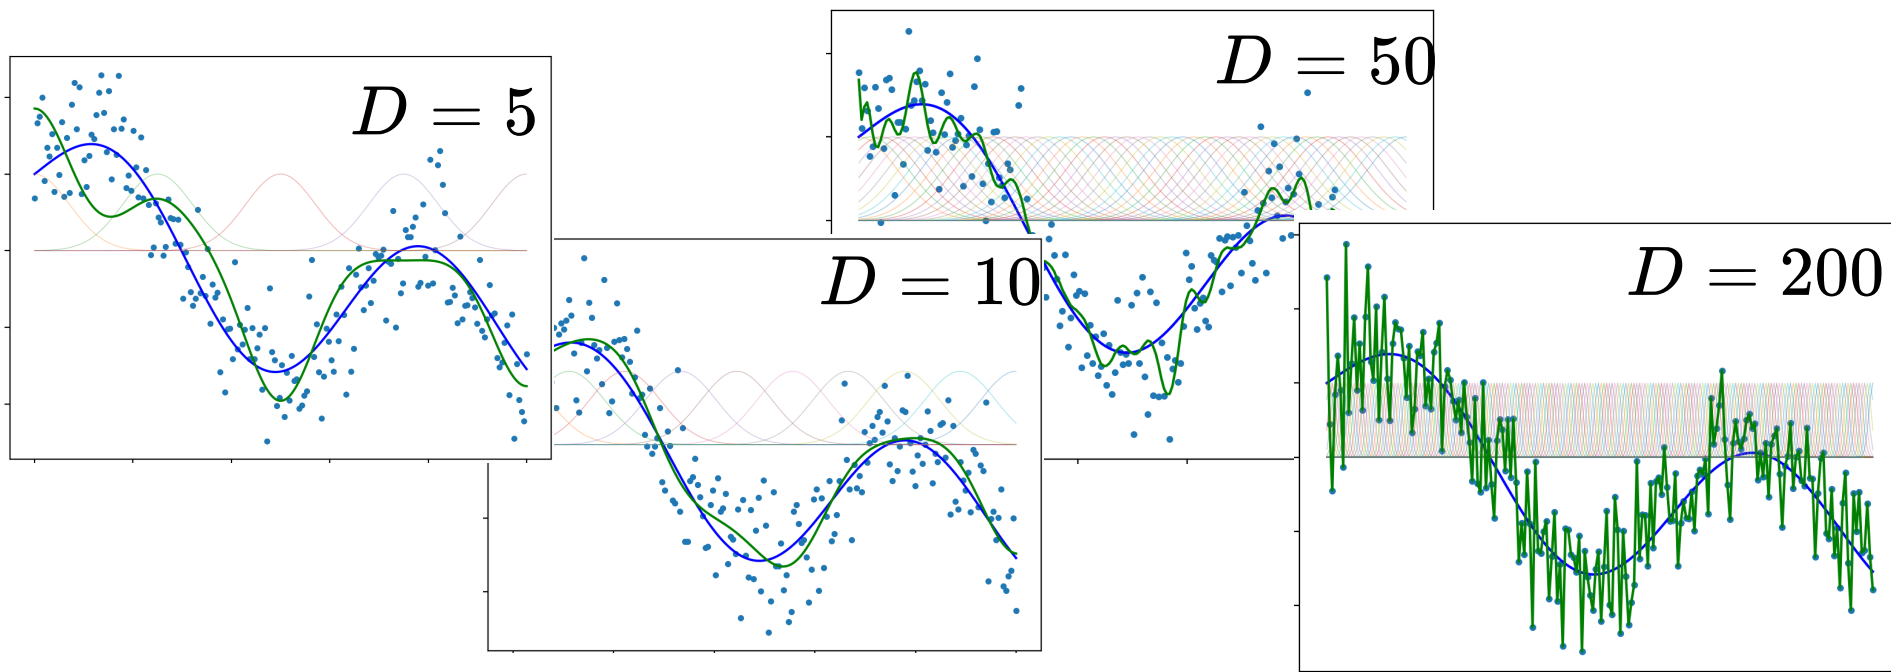 D = 5
D = 10
D = 50
D = 200